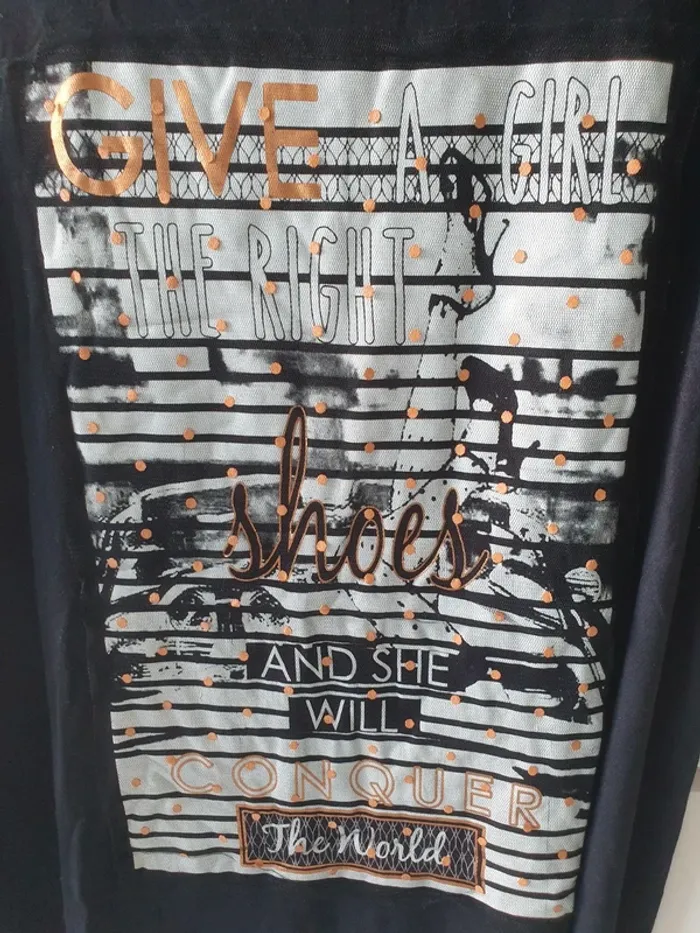 GIVE A GIRL
THE RIGHT
shoes
AND SHE
WILL
CONQUER
The World